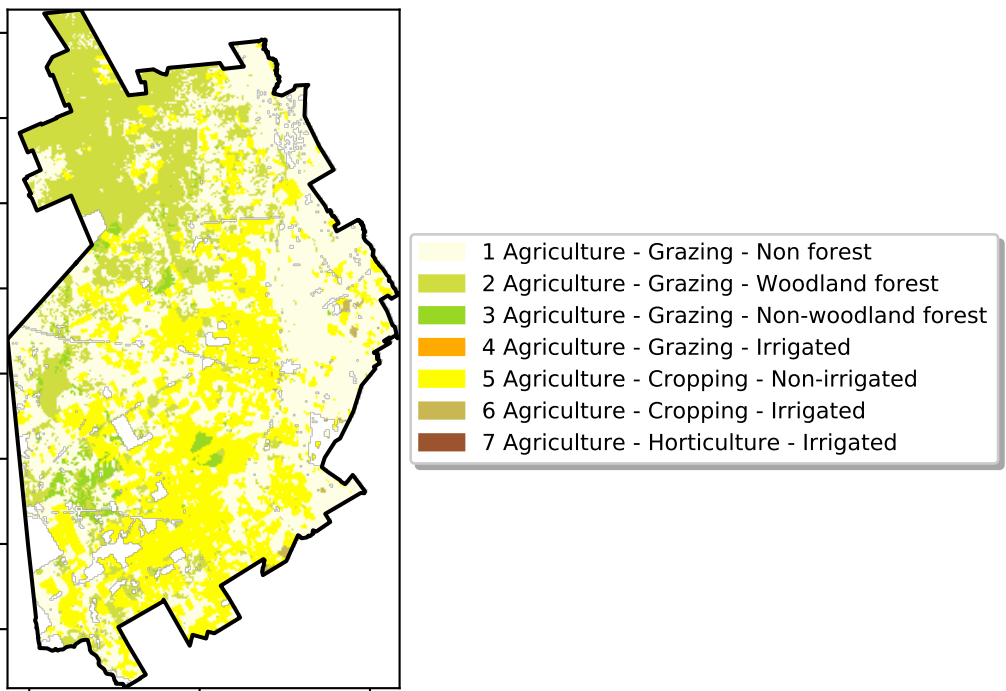 1 Agriculture - Grazing - Non forest
2 Agriculture - Grazing - Woodland forest
3 Agriculture - Grazing - Non-woodland forest
4 Agriculture - Grazing - Irrigated
5 Agriculture - Cropping - Non-irrigated
6 Agriculture - Cropping - Irrigated
7 Agriculture - Horticulture - Irrigated